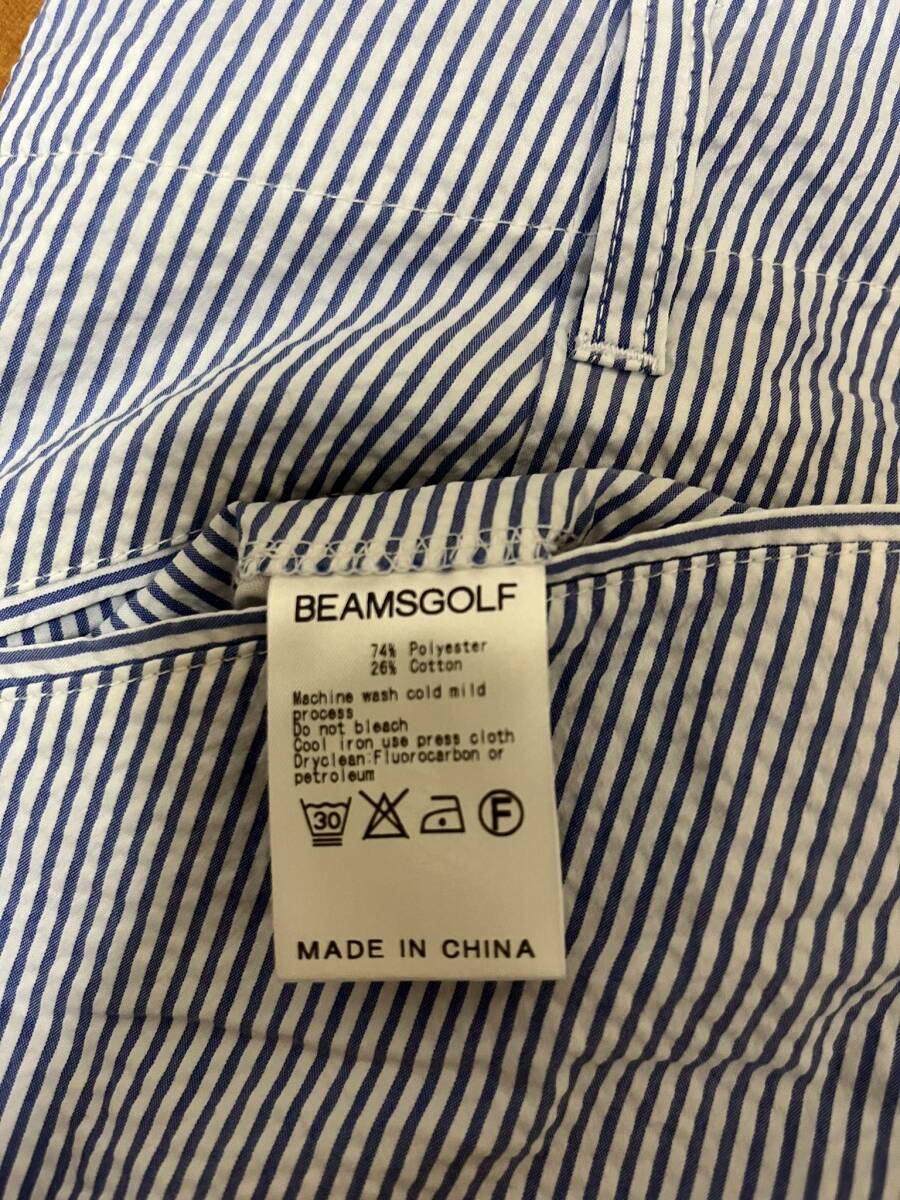 BEAMSGOLF
74% Polyester
26% Cotton
Machine wash cold mild
process
Do not bleach
Cool iron use press cloth
Dryclean:Fluorocarbon or
petroleum
30 F
MADE IN CHINA